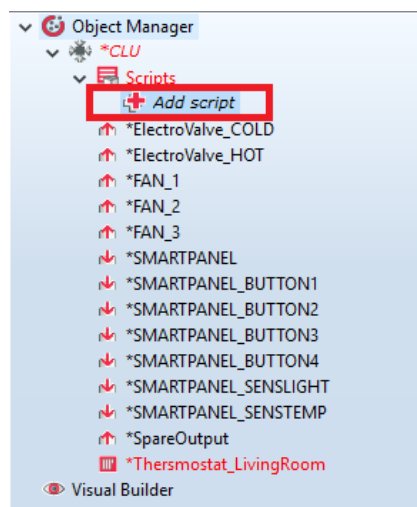 Object Manager
*CLU
Scripts
Add script
*ElectroValve_COLD
*ElectroValve_HOT
*FAN_1
*FAN_2
*FAN_3
*SMARTPANEL
*SMARTPANEL_BUTTON1
*SMARTPANEL_BUTTON2
*SMARTPANEL_BUTTON3
*SMARTPANEL_BUTTON4
*SMARTPANEL_SENSLIGHT
*SMARTPANEL_SENSTEMP
*SpareOutput
*Thersmostat_LivingRoom
Visual Builder